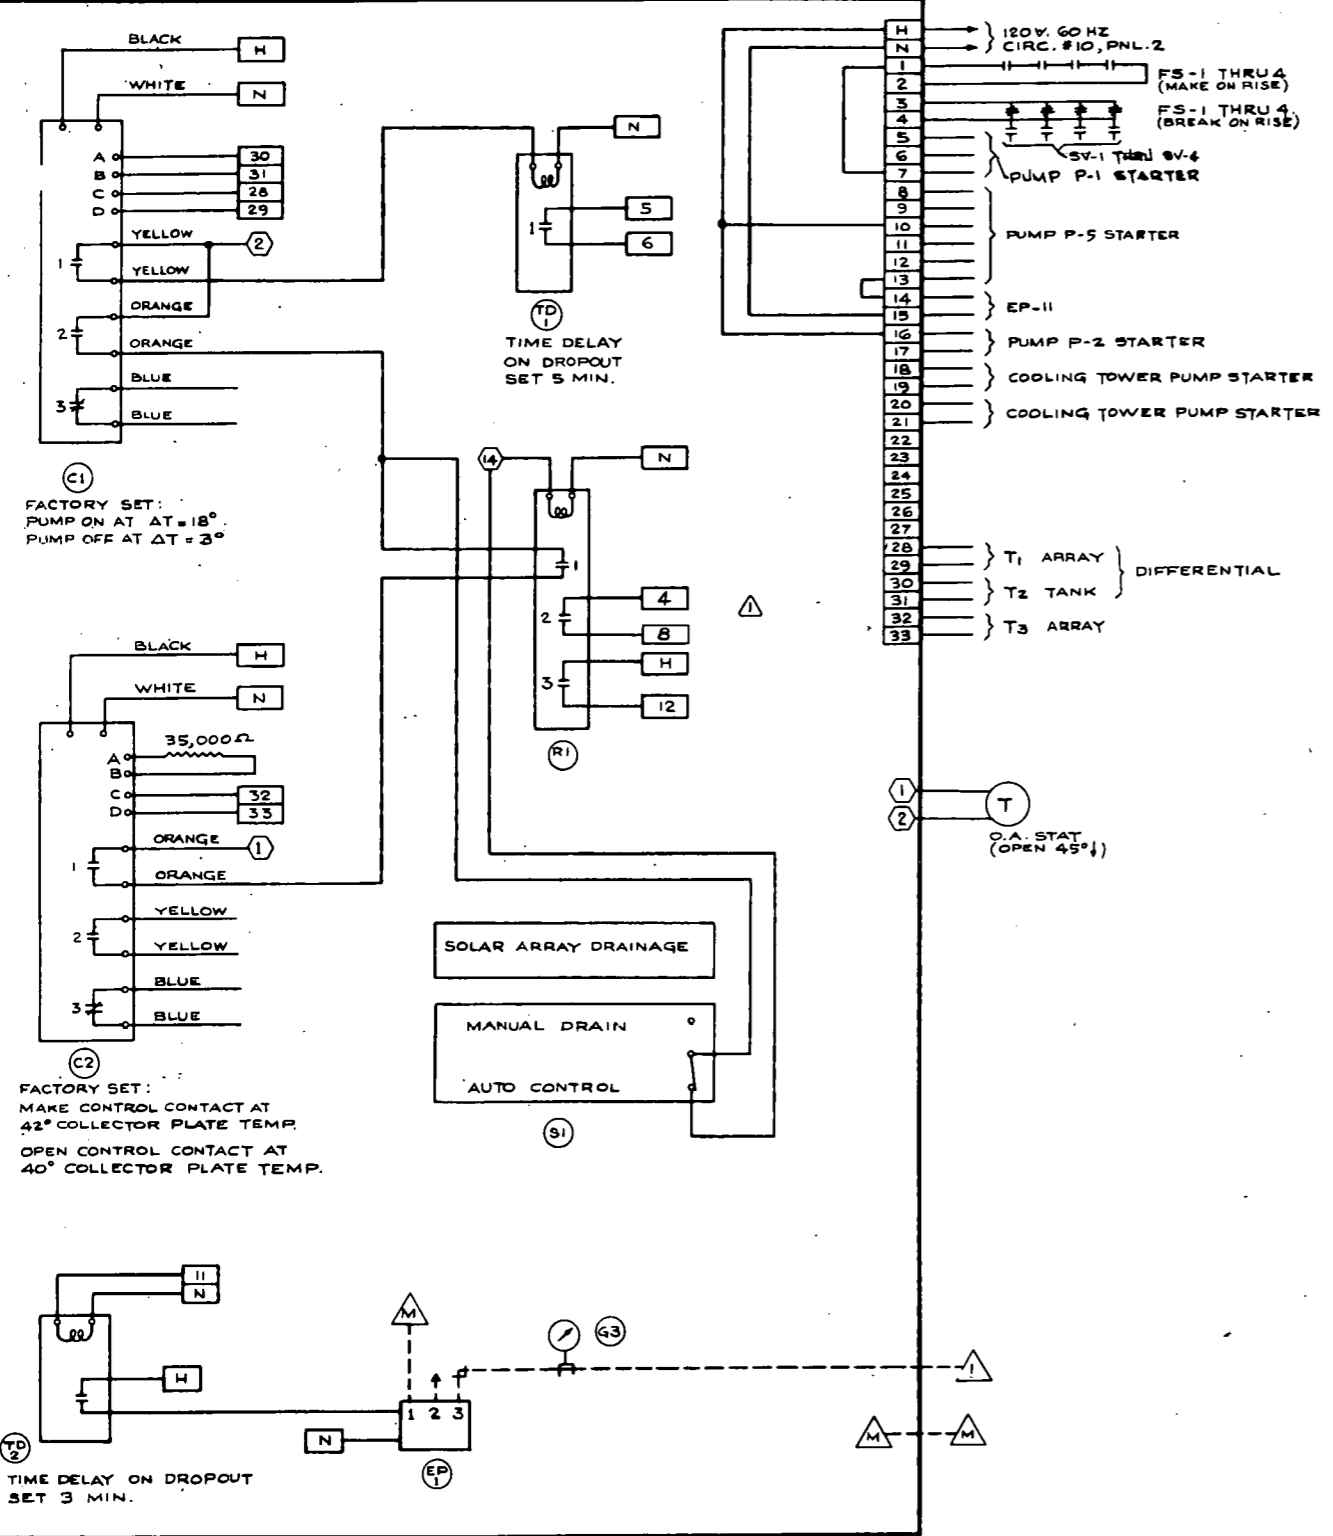 BLACK
H
WHITE
N
A 30
B 31
C 28
D 29
YELLOW
2
1
YELLOW
ORANGE
2
ORANGE
BLUE
3
BLUE
C1
FACTORY SET:
PUMP ON AT ΔT = 18°
PUMP OFF AT ΔT = 3°
N
1
5
6
TD
1
TIME DELAY
ON DROPOUT
SET 5 MIN.
14
N
1
2
4
8
3
H
12
R1
1
BLACK
H
WHITE
N
35,000Ω
A
B
C 32
D 33
ORANGE
1
1
ORANGE
YELLOW
2
YELLOW
BLUE
3
BLUE
C2
FACTORY SET:
MAKE CONTROL CONTACT AT
42° COLLECTOR PLATE TEMP.
OPEN CONTROL CONTACT AT
40° COLLECTOR PLATE TEMP.
SOLAR ARRAY DRAINAGE
MANUAL DRAIN
AUTO CONTROL
S1
11
N
H
TD
2
TIME DELAY ON DROPOUT
SET 3 MIN.
M
1 2 3
N
EP
1
G3
1
M
M
H
N
1
2
3
4
5
6
7
8
9
10
11
12
13
14
15
16
17
18
19
20
21
22
23
24
25
26
27
28
29
30
31
32
33
120 V. 60 HZ
CIRC. #10, PNL. 2
FS-1 THRU 4
(MAKE ON RISE)
FS-1 THRU 4
(BREAK ON RISE)
SV-1 THRU SV-4
PUMP P-1 STARTER
PUMP P-5 STARTER
EP-11
PUMP P-2 STARTER
COOLING TOWER PUMP STARTER
COOLING TOWER PUMP STARTER
T1 ARRAY
DIFFERENTIAL
T2 TANK
T3 ARRAY
1
2
T
O.A. STAT
(OPEN 45°↓)